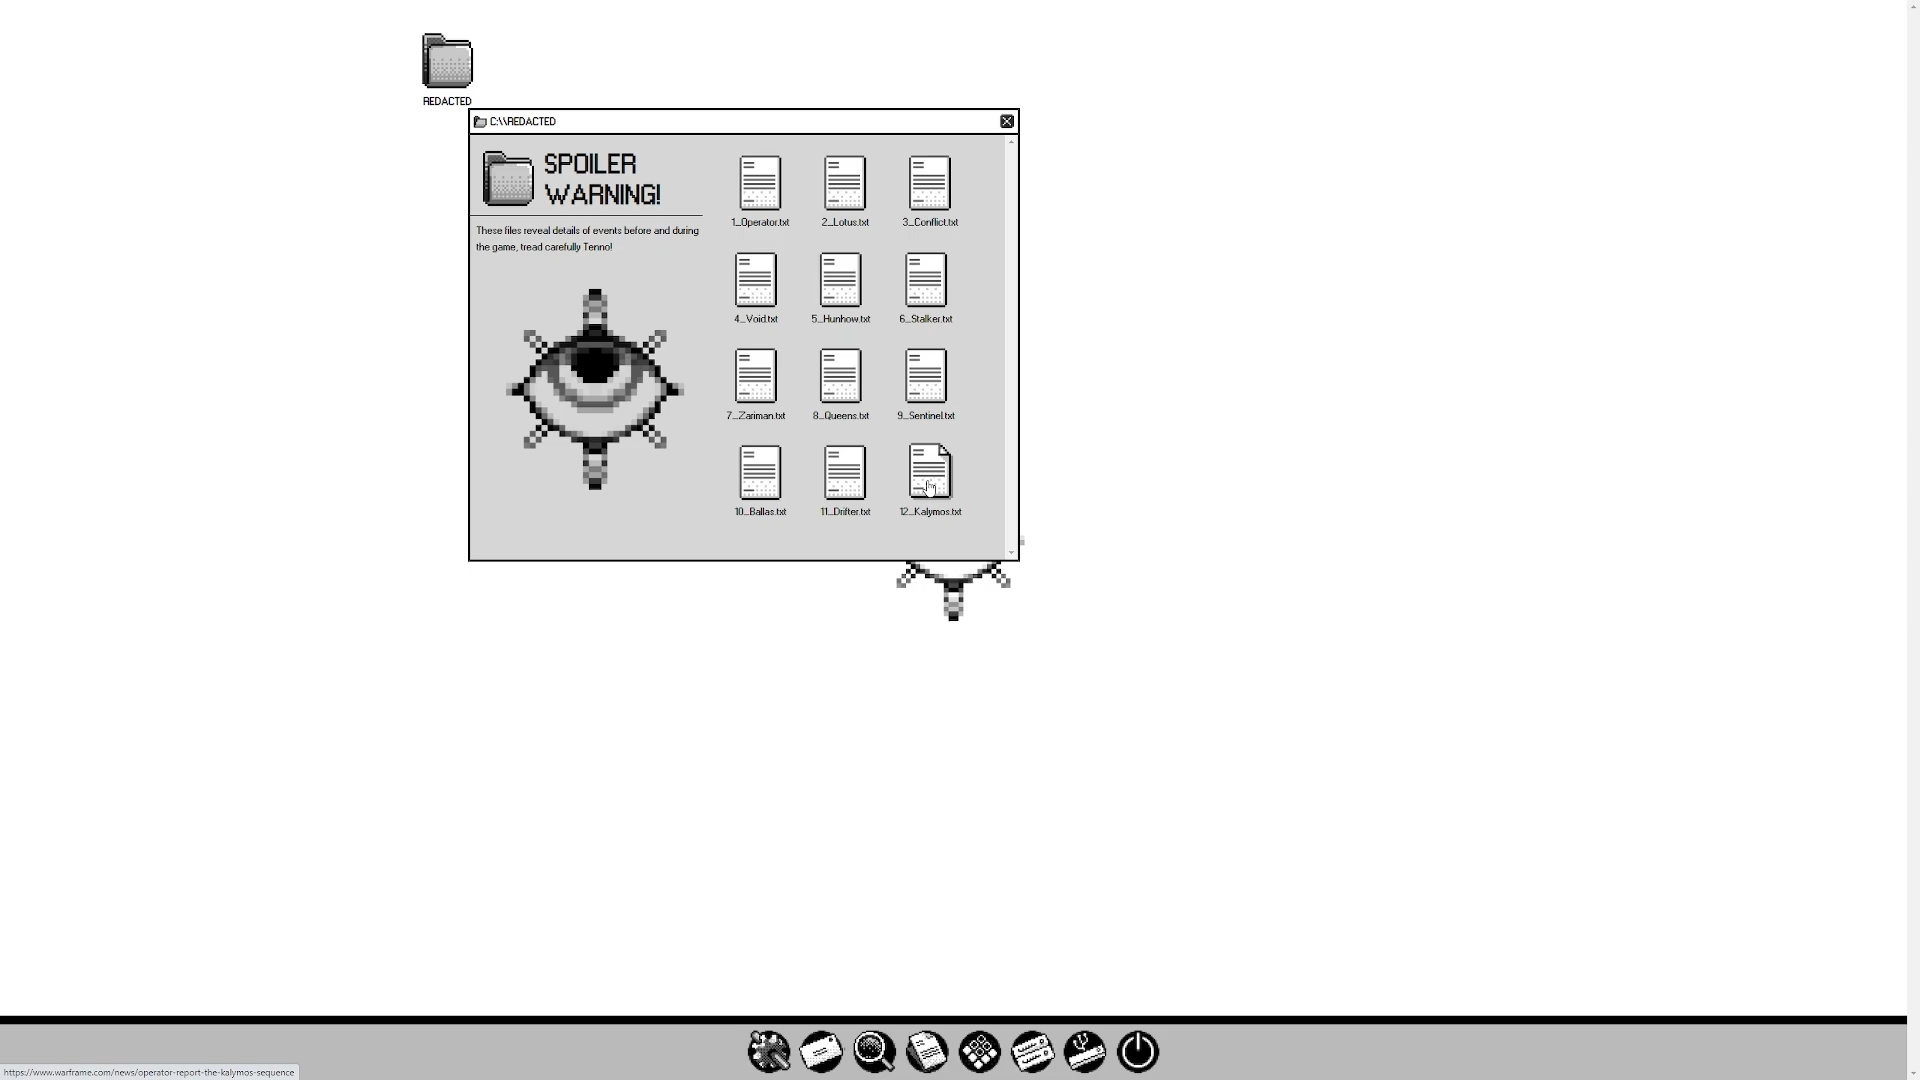 REDACTED
C:\\REDACTED
SPOILER
WARNING!
These files reveal details of events before and during
the game, tread carefully Tenno!
1_Operator.txt
2_Lotus.txt
3_Conflict.txt
4_Void.txt
5_Hunhow.txt
6_Stalker.txt
7_Zariman.txt
8_Queens.txt
9_Sentinel.txt
10_Ballas.txt
11_Drifter.txt
12_Kalymos.txt
https://www.warframe.com/news/operator-report-the-kalymos-sequence